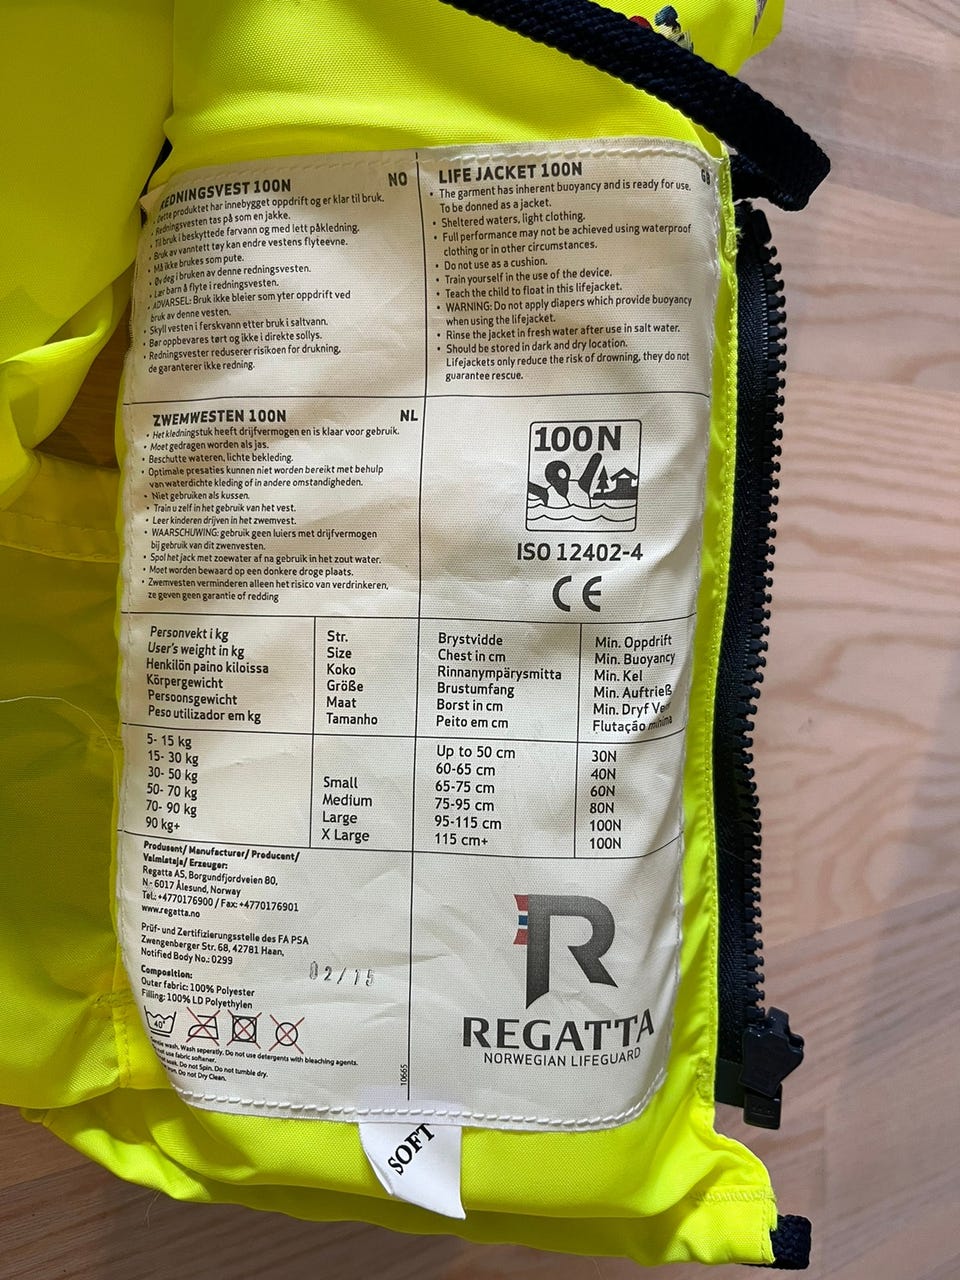 REDNINGSVEST 100N NO
• Dette produktet har innebygget oppdrift og er klar til bruk.
• Redningsvesten tas på som en jakke.
• Til bruk i beskyttede farvann og med lett påkledning.
• Bruk av vanntett tøy kan endre vestens flyteevne.
• Må ikke brukes som pute.
• Øv deg i bruken av denne redningsvesten.
• Lær barn å flyte i redningsvesten.
• ADVARSEL: Bruk ikke bleier som yter oppdrift ved
bruk av denne vesten.
• Skyll vesten i ferskvann etter bruk i saltvann.
• Bør oppbevares tørt og ikke i direkte sollys.
• Redningsvester reduserer risikoen for drukning,
de garanterer ikke redning.
LIFE JACKET 100N GB
• The garment has inherent buoyancy and is ready for use.
To be donned as a jacket.
• Sheltered waters, light clothing.
• Full performance may not be achieved using waterproof
clothing or in other circumstances.
• Do not use as a cushion.
• Train yourself in the use of the device.
• Teach the child to float in this lifejacket.
• WARNING: Do not apply diapers which provide buoyancy
when using the lifejacket.
• Rinse the jacket in fresh water after use in salt water.
• Should be stored in dark and dry location.
Lifejackets only reduce the risk of drowning, they do not
guarantee rescue.
ZWEMWESTEN 100N NL
• Het kledningstuk heeft drijfvermogen en is klaar voor gebruik.
• Moet gedragen worden als jas.
• Beschutte wateren, lichte bekleding.
• Optimale presaties kunnen niet worden bereikt met behulp
van waterdichte kleding of in andere omstandigheden.
• Niet gebruiken als kussen.
• Train u zelf in het gebruik van het vest.
• Leer kinderen drijven in het zwemvest.
• WAARSCHUWING: gebruik geen luiers met drijfvermogen
bij gebruik van dit zwenvesten.
• Spol het jack met zoewater af na gebruik in het zout water.
• Moet worden bewaard op een donkere droge plaats.
• Zwemvesten verminderen alleen het risico van verdrinkeren,
ze geven geen garantie of redding
100N
ISO 12402-4
CE
Personvekt i kg
User's weight in kg
Henkilön paino kiloissa
Körpergewicht
Persoonsgewicht
Peso utilizador em kg
Str.
Size
Koko
Größe
Maat
Tamanho
Brystvidde
Chest in cm
Rinnanympärysmitta
Brustumfang
Borst in cm
Peito em cm
Min. Oppdrift
Min. Buoyancy
Min. Kel
Min. Auftrieß
Min. Dryf
Flutação mínima
5- 15 kg Up to 50 cm 30N
15- 30 kg 60-65 cm 40N
30- 50 kg Small 65-75 cm 60N
50- 70 kg Medium 75-95 cm 80N
70- 90 kg Large 95-115 cm 100N
90 kg+ X Large 115 cm+ 100N
Produsent/ Manufacturer/ Producent/
Valmistaja/ Erzeuger:
Regatta AS, Borgundfjordveien 80,
N- 6017 Ålesund, Norway
Tel.: +4770176900 / Fax: +4770176901
www.regatta.no
Prüf- und Zertifizierungsstelle des FA PSA
Zwengenberger Str. 68, 42781 Haan,
Notified Body No.: 0299
02/15
Composition:
Outer fabric: 100% Polyester
Filling: 100% LD Polyethylen
40°
wash. Wash seperatly. Do not use detergents with bleaching agents.
use fabric softener.
Do not Spin. Do not tumble dry.
Do not Dry Clean.
10665
R
REGATTA
NORWEGIAN LIFEGUARD
SOFT